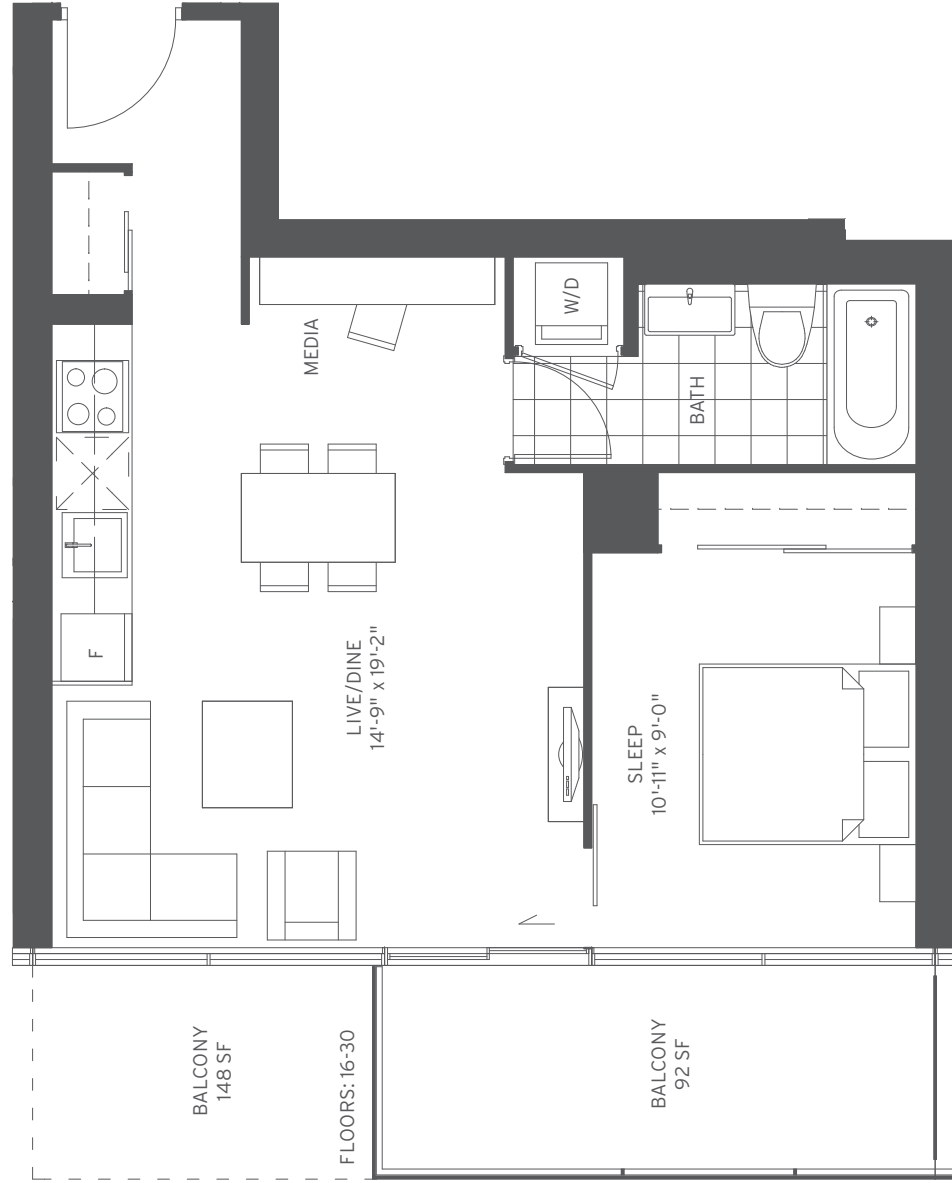 W/D
MEDIA
BATH
F
LIVE/DINE
14'-9" x 19'-2"
SLEEP
10'-11" x 9'-0"
BALCONY
148 SF
FLOORS: 16-30
BALCONY
92 SF